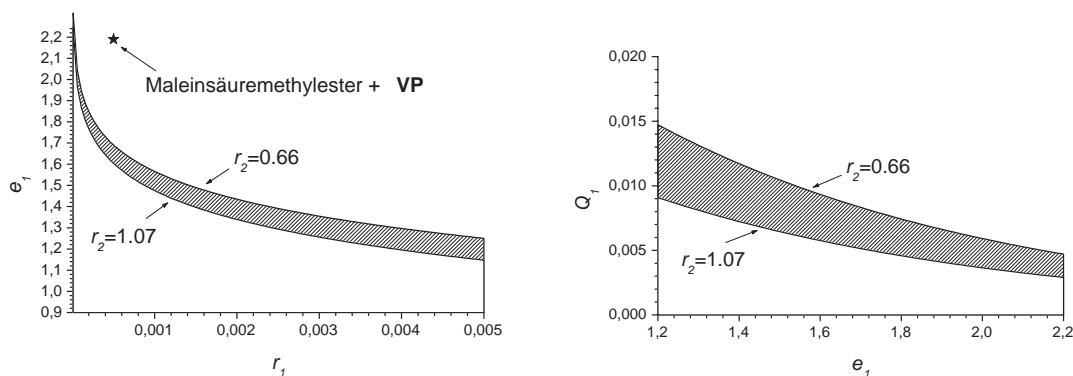 2,2
2,1
2,0
1,9
1,8
1,7
1,6
1,5
1,4
1,3
1,2
1,1
1,0
0,9
e1
Maleinsäuremethylester + VP
r2=0.66
r2=1.07
0,001 0,002 0,003 0,004 0,005
r1
0,020
0,015
0,010
0,005
0,000
Q1
r2=0.66
r2=1.07
1,2 1,4 1,6 1,8 2,0 2,2
e1